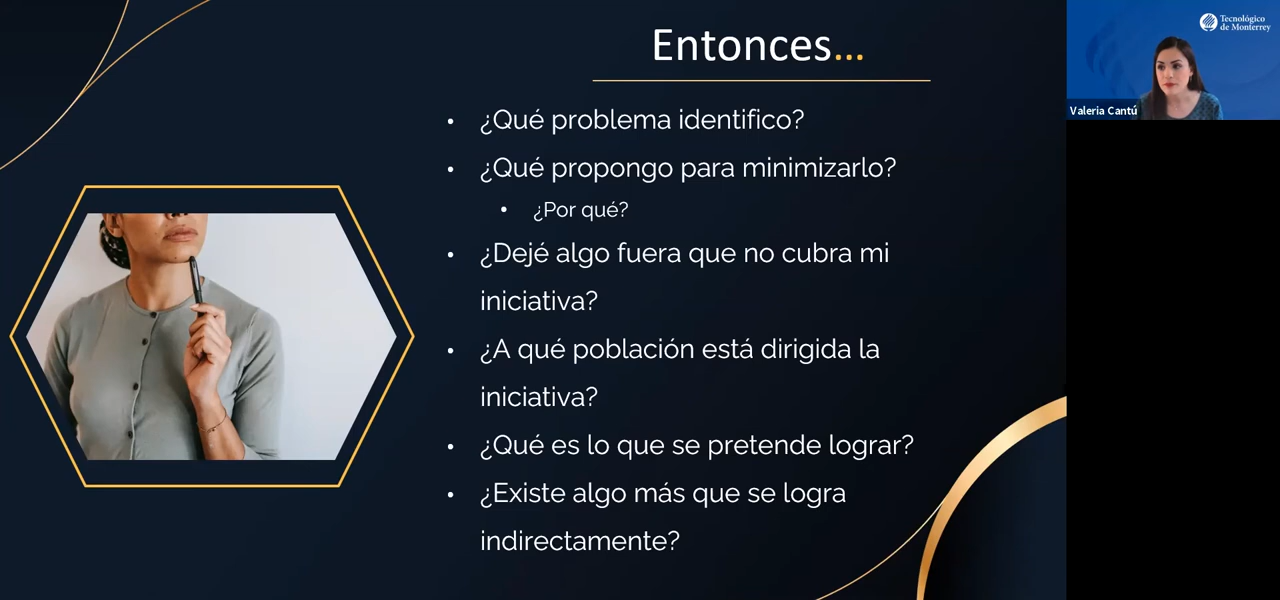 Entonces...
• ¿Qué problema identifico?
• ¿Qué propongo para minimizarlo?
• ¿Por qué?
• ¿Dejé algo fuera que no cubra mi
iniciativa?
• ¿A qué población está dirigida la
iniciativa?
• ¿Qué es lo que se pretende lograr?
• ¿Existe algo más que se logra
indirectamente?
Tecnológico
de Monterrey
Valeria Cantú